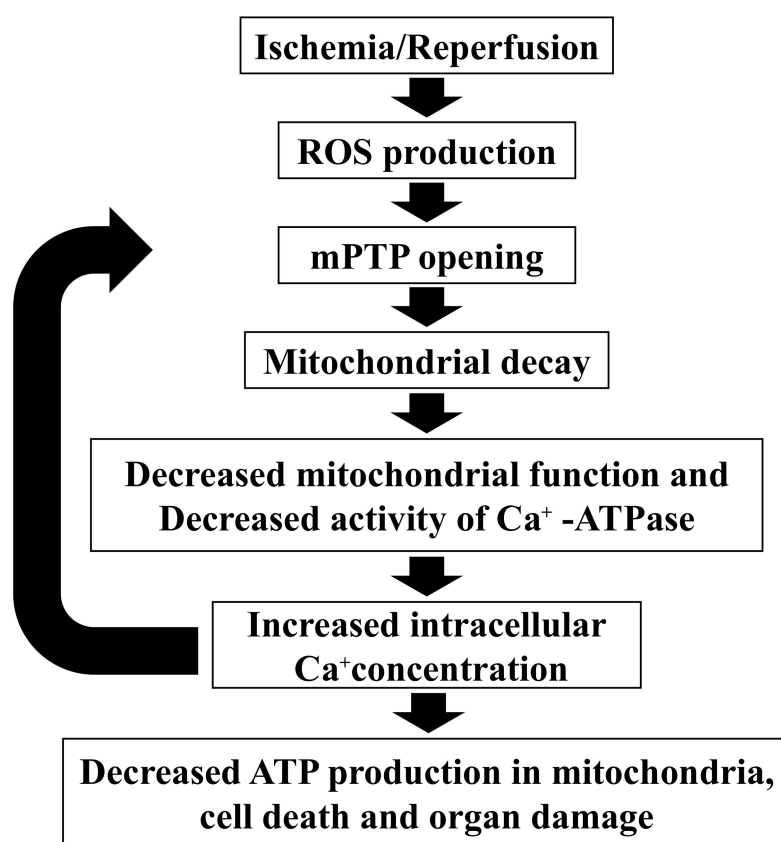 Ischemia/Reperfusion
ROS production
mPTP opening
Mitochondrial decay
Decreased mitochondrial function and
Decreased activity of Ca⁺ -ATPase
Increased intracellular
Ca⁺concentration
Decreased ATP production in mitochondria,
cell death and organ damage